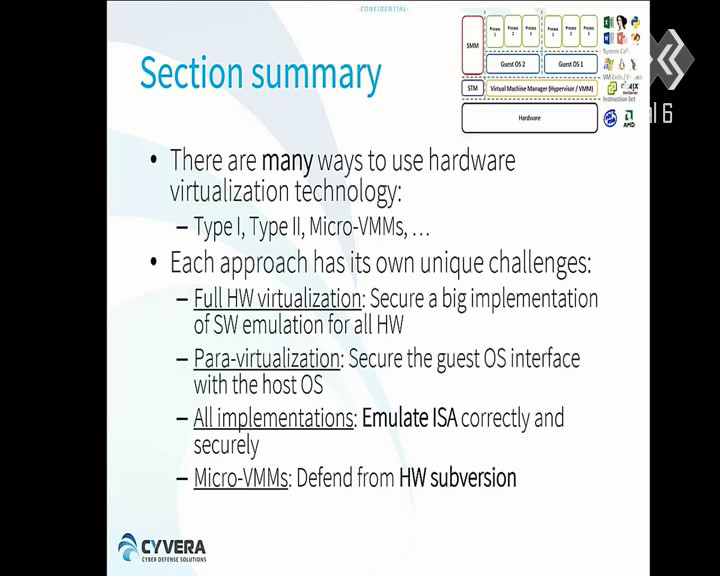 -CONFIDENTIAL-
Section summary
SMM
Process 1
Process 2
Process 3
Process 1
Process 2
Process 3
Guest OS 2
Guest OS 1
System Cal
STM
Virtual Machine Manager (Hypervisor / VMM)
VM Exits /
Instruction Set
Hardware
AMD
al 6
• There are many ways to use hardware
virtualization technology:
– Type I, Type II, Micro-VMMs, …
• Each approach has its own unique challenges:
– Full HW virtualization: Secure a big implementation
of SW emulation for all HW
– Para-virtualization: Secure the guest OS interface
with the host OS
– All implementations: Emulate ISA correctly and
securely
– Micro-VMMs: Defend from HW subversion
CYVERA
CYBER DEFENSE SOLUTIONS